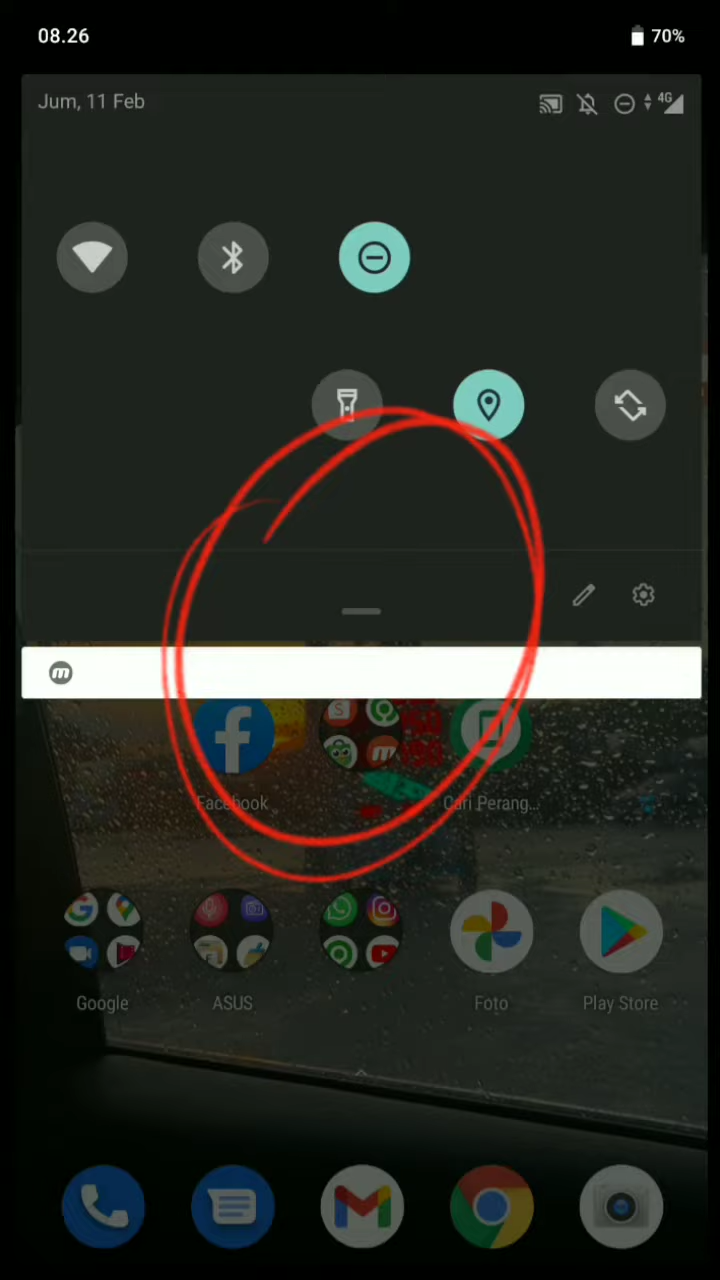 08.26
70%
Jum, 11 Feb
4G
Facebook
Cari Perang...
Google
ASUS
Foto
Play Store